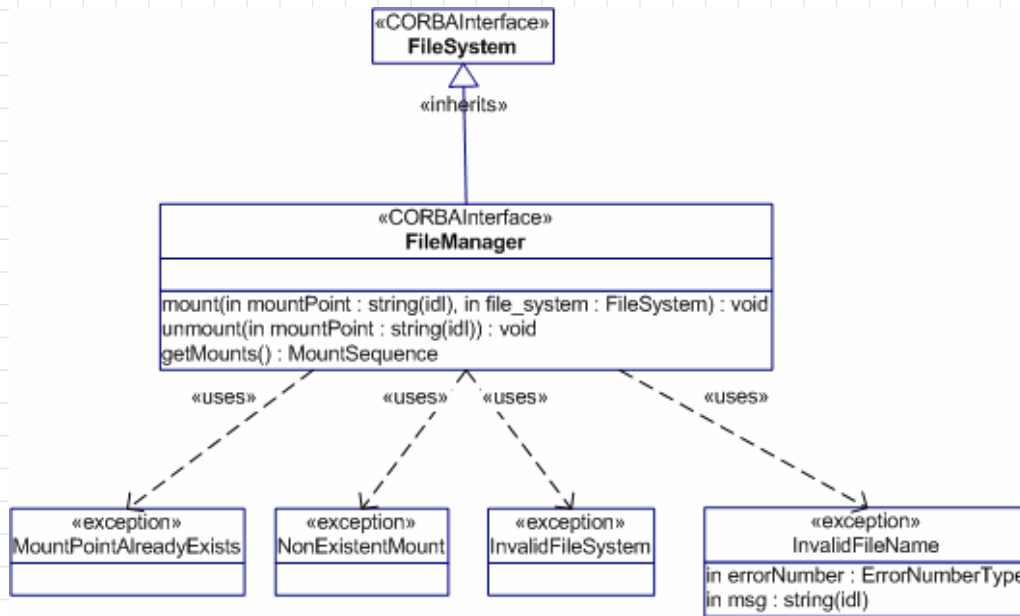 «CORBAInterface»
FileSystem
«inherits»
«CORBAInterface»
FileManager
mount(in mountPoint : string(idl), in file_system : FileSystem) : void
unmount(in mountPoint : string(idl)) : void
getMounts() : MountSequence
«uses» «uses» «uses» «uses»
«exception»
MountPointAlreadyExists
«exception»
NonExistentMount
«exception»
InvalidFileSystem
«exception»
InvalidFileName
in errorNumber : ErrorNumberType
in msg : string(idl)